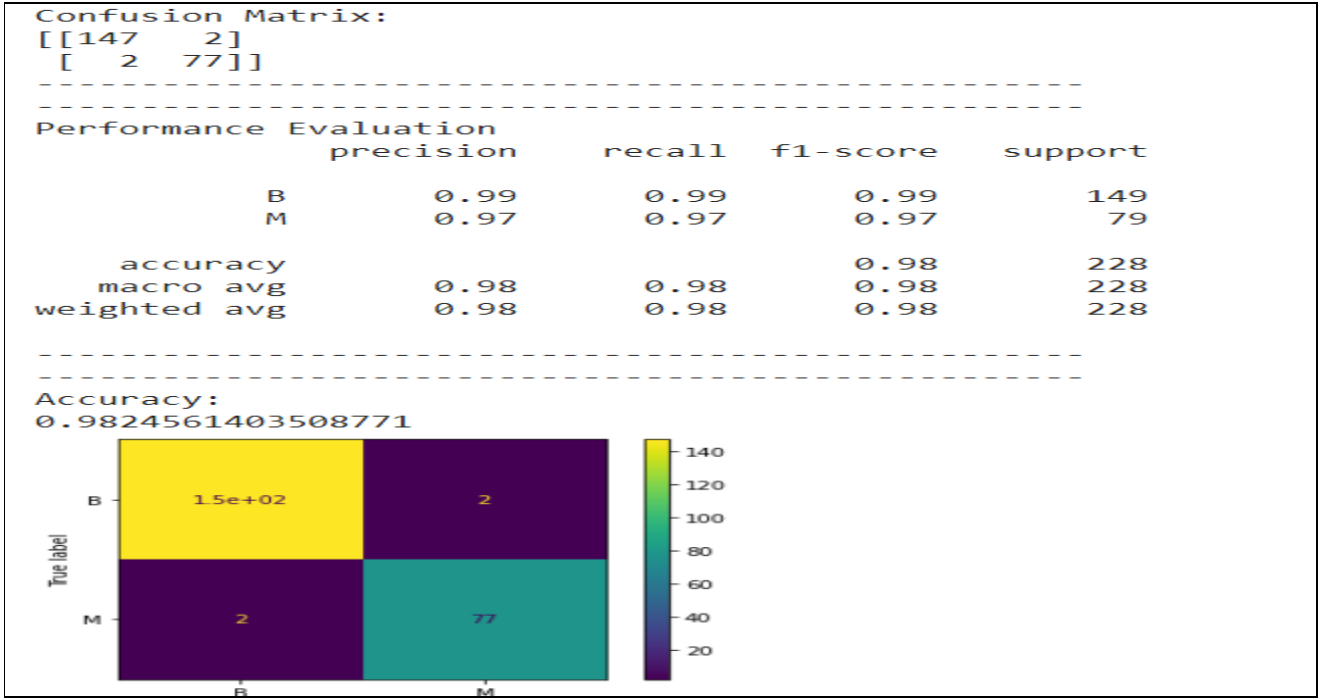 Confusion Matrix:
[[147   2]
 [  2  77]]
--------------------------------------------------
--------------------------------------------------
Performance Evaluation
              precision    recall  f1-score   support

           B       0.99      0.99      0.99       149
           M       0.97      0.97      0.97        79

    accuracy                           0.98       228
   macro avg       0.98      0.98      0.98       228
weighted avg       0.98      0.98      0.98       228

--------------------------------------------------
--------------------------------------------------
Accuracy:
0.9824561403508771
140
120
B 1.5e+02 2
100
80
True label
60
M 2 77
40
20
B M